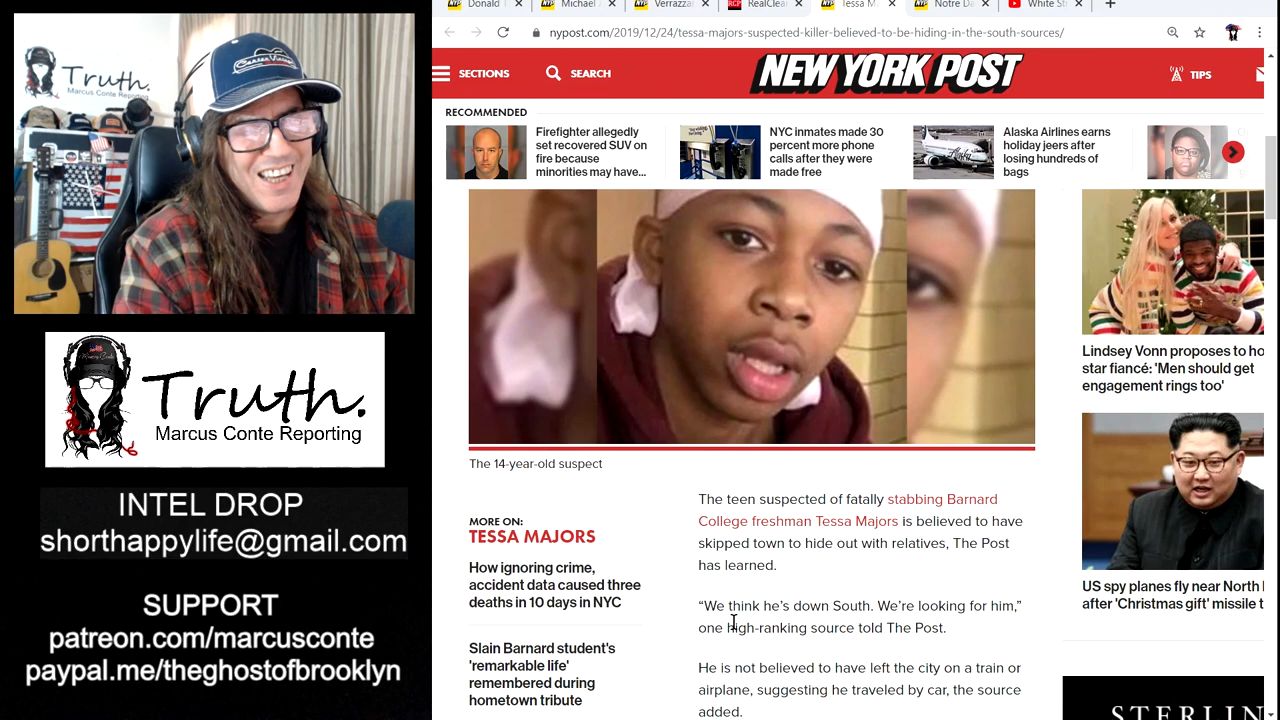 Donald T
Michael A
Verrazzar
RealClear
Tessa Ma
Notre Da
White St
nypost.com/2019/12/24/tessa-majors-suspected-killer-believed-to-be-hiding-in-the-south-sources/
SECTIONS
SEARCH
NEW YORK POST
TIPS
RECOMMENDED
Firefighter allegedly
set recovered SUV on
fire because
minorities may have...
NYC inmates made 30
percent more phone
calls after they were
made free
Alaska Airlines earns
holiday jeers after
losing hundreds of
bags
Truth.
Marcus Conte Reporting
The 14-year-old suspect
MORE ON:
TESSA MAJORS
How ignoring crime,
accident data caused three
deaths in 10 days in NYC
Slain Barnard student's
'remarkable life'
remembered during
hometown tribute
The teen suspected of fatally stabbing Barnard
College freshman Tessa Majors is believed to have
skipped town to hide out with relatives, The Post
has learned.
“We think he’s down South. We’re looking for him,”
one high-ranking source told The Post.
He is not believed to have left the city on a train or
airplane, suggesting he traveled by car, the source
added.
Lindsey Vonn proposes to ho
star fiancé: 'Men should get
engagement rings too'
US spy planes fly near North
after 'Christmas gift' missile t
STERLIN
Truth.
Marcus Conte Reporting
INTEL DROP
shorthappylife@gmail.com
SUPPORT
patreon.com/marcusconte
paypal.me/theghostofbrooklyn